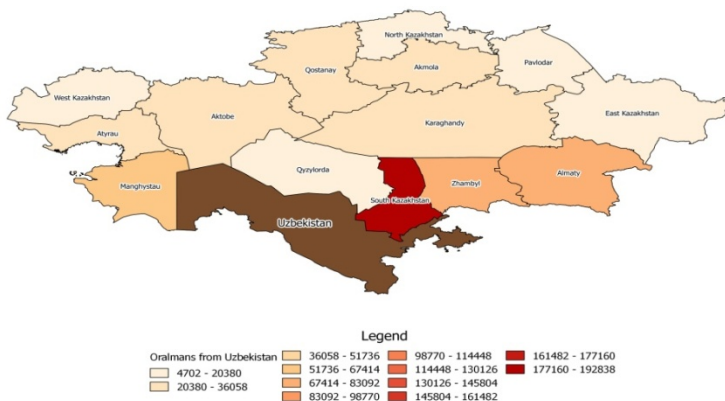 North Kazakhstan
Qostanay
Akmola
Pavlodar
West Kazakhstan
Aktobe
Karaghandy
East Kazakhstan
Atyrau
Qyzylorda
Almaty
Manghystau
Zhambyl
South Kazakhstan
Uzbekistan
Legend
Oralmans from Uzbekistan
4702 - 20380
20380 - 36058
36058 - 51736
51736 - 67414
67414 - 83092
83092 - 98770
98770 - 114448
114448 - 130126
130126 - 145804
145804 - 161482
161482 - 177160
177160 - 192838